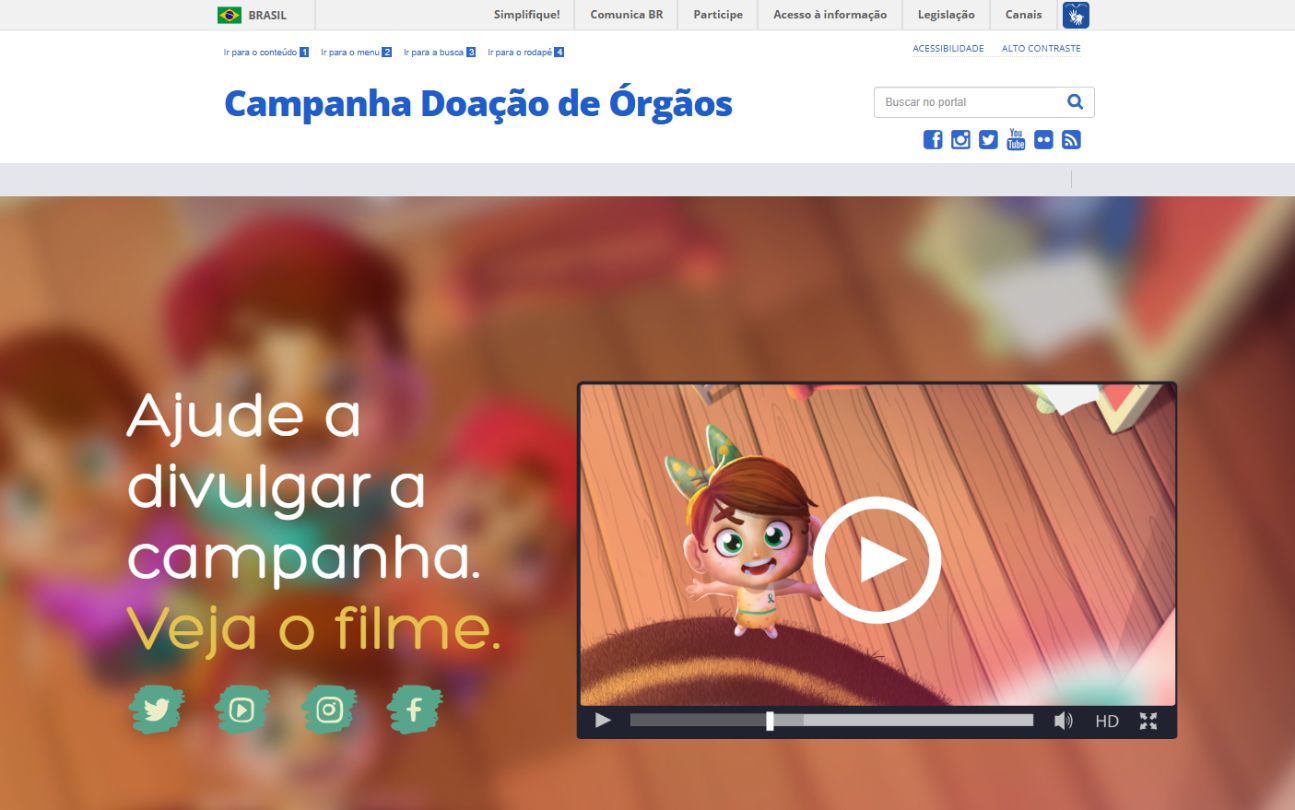 BRASIL Simplifique! Comunica BR Participe Acesso à informação Legislação Canais
Ir para o conteúdo 1 Ir para o menu 2 Ir para a busca 3 Ir para o rodapé 4 ACESSIBILIDADE ALTO CONTRASTE
Campanha Doação de Órgãos
Buscar no portal
You Tube
Ajude a
divulgar a
campanha.
Veja o filme.
HD